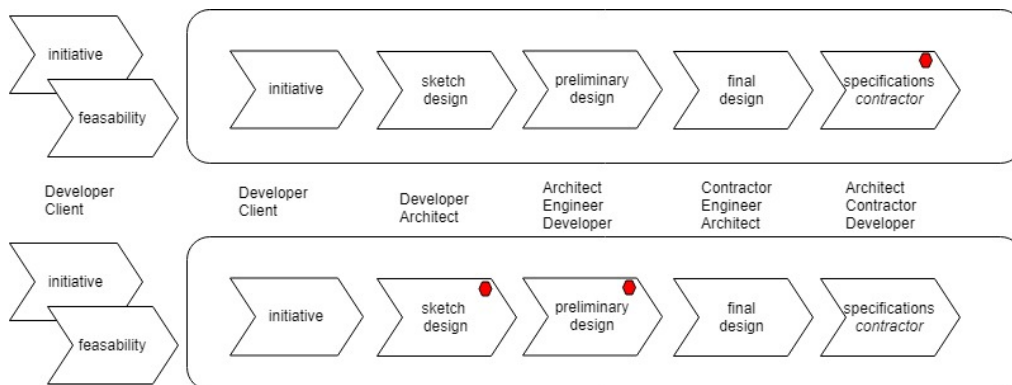 initiative
feasability
initiative
sketch
design
preliminary
design
final
design
specifications
contractor
Developer
Client
Developer
Client
Developer
Architect
Architect
Engineer
Developer
Contractor
Engineer
Architect
Architect
Contractor
Developer
initiative
feasability
initiative
sketch
design
preliminary
design
final
design
specifications
contractor